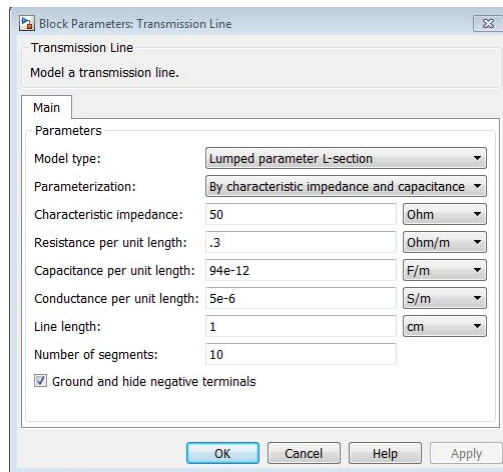 Block Parameters: Transmission Line
Transmission Line
Model a transmission line.
Main
Parameters
Model type: Lumped parameter L-section
Parameterization: By characteristic impedance and capacitance
Characteristic impedance: 50 Ohm
Resistance per unit length: .3 Ohm/m
Capacitance per unit length: 94e-12 F/m
Conductance per unit length: 5e-6 S/m
Line length: 1 cm
Number of segments: 10
Ground and hide negative terminals
OK Cancel Help Apply